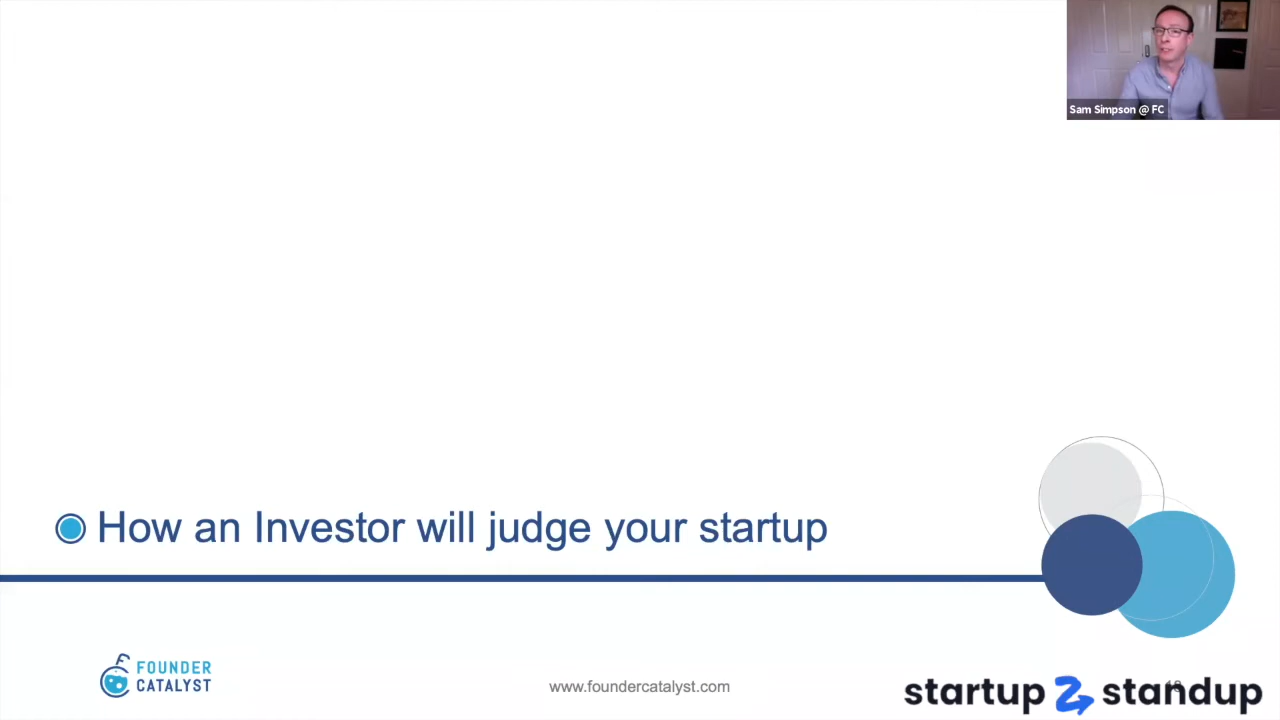 Sam Simpson @ FC
How an Investor will judge your startup
FOUNDER
CATALYST
www.foundercatalyst.com
startup 2 standup